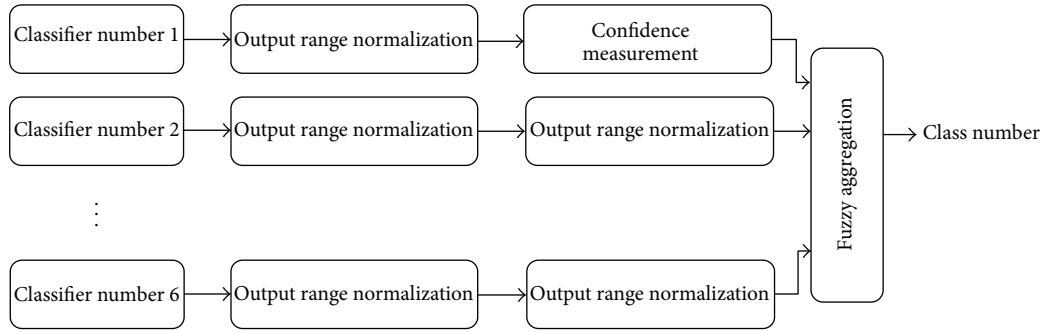 Classifier number 1
Output range normalization
Confidence
measurement
Classifier number 2
Output range normalization
Output range normalization
⋮
Classifier number 6
Output range normalization
Output range normalization
Fuzzy aggregation
Class number